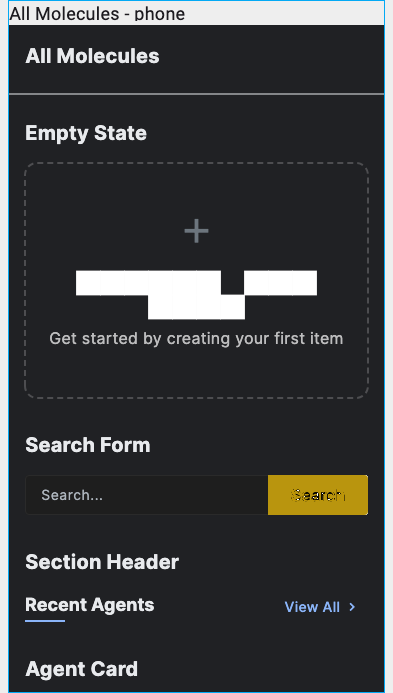 All Molecules - phone
All Molecules
Empty State
Get started by creating your first item
Search Form
Search...
Search
Section Header
Recent Agents
View All
Agent Card